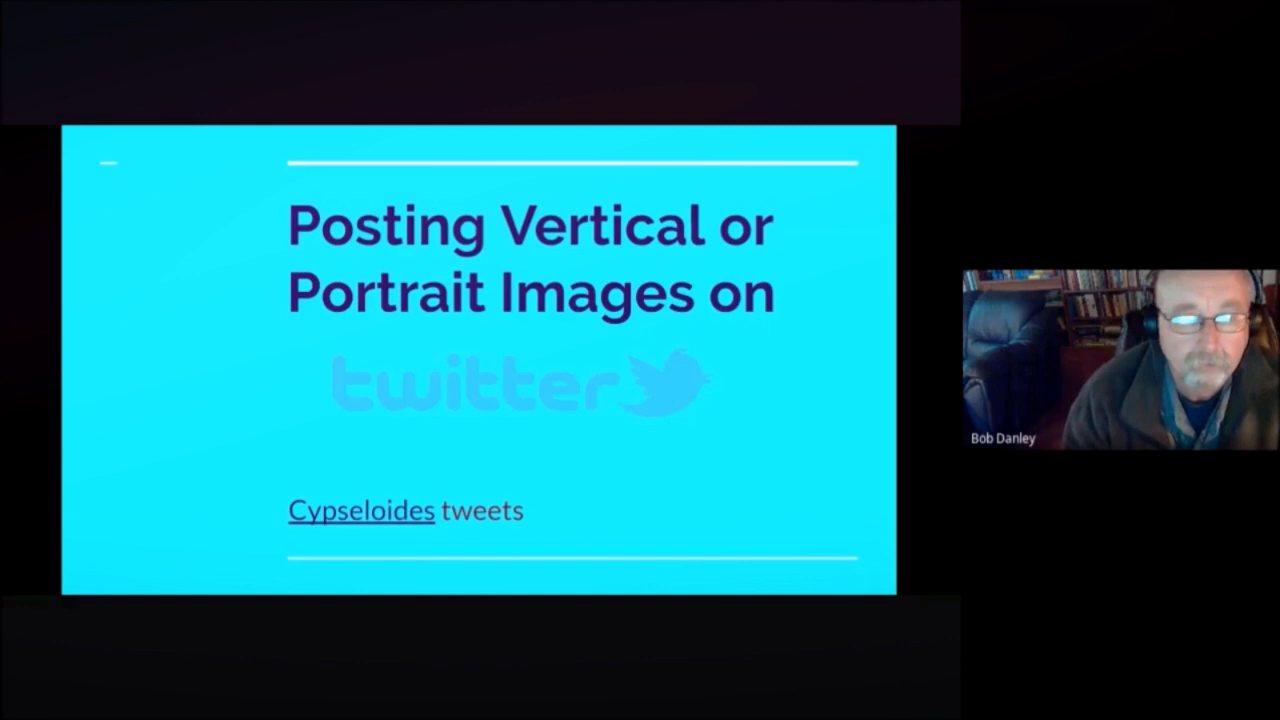 Posting Vertical or
Portrait Images on
twitter
Cypseloides tweets
Bob Danley